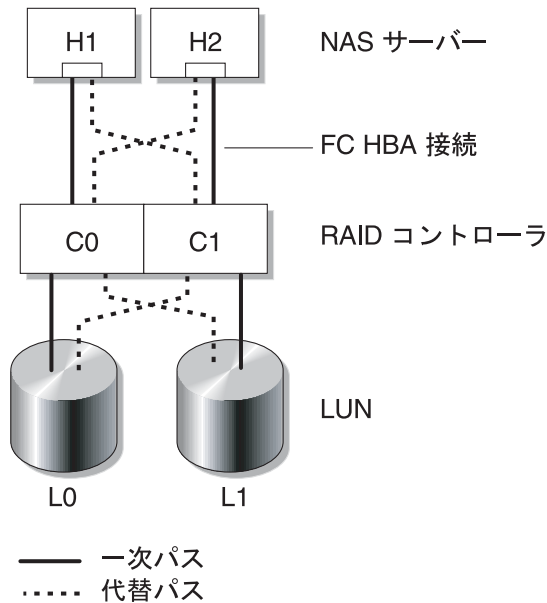 H1 H2 NAS サーバー
FC HBA 接続
C0 C1 RAID コントローラ
LUN
L0 L1
一次パス
代替パス